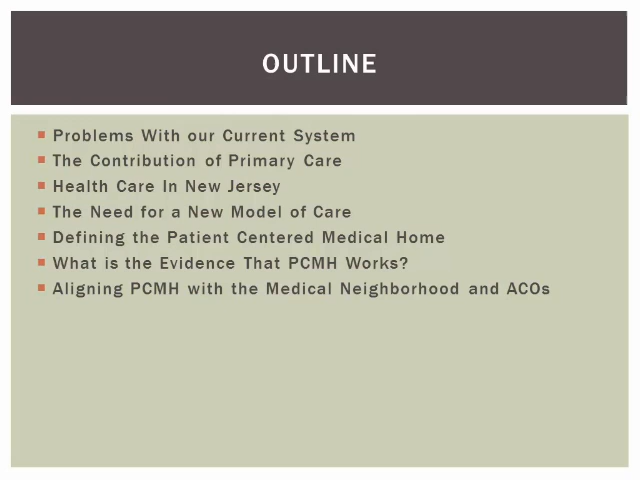 OUTLINE
Problems With our Current System
The Contribution of Primary Care
Health Care In New Jersey
The Need for a New Model of Care
Defining the Patient Centered Medical Home
What is the Evidence That PCMH Works?
Aligning PCMH with the Medical Neighborhood and ACOs